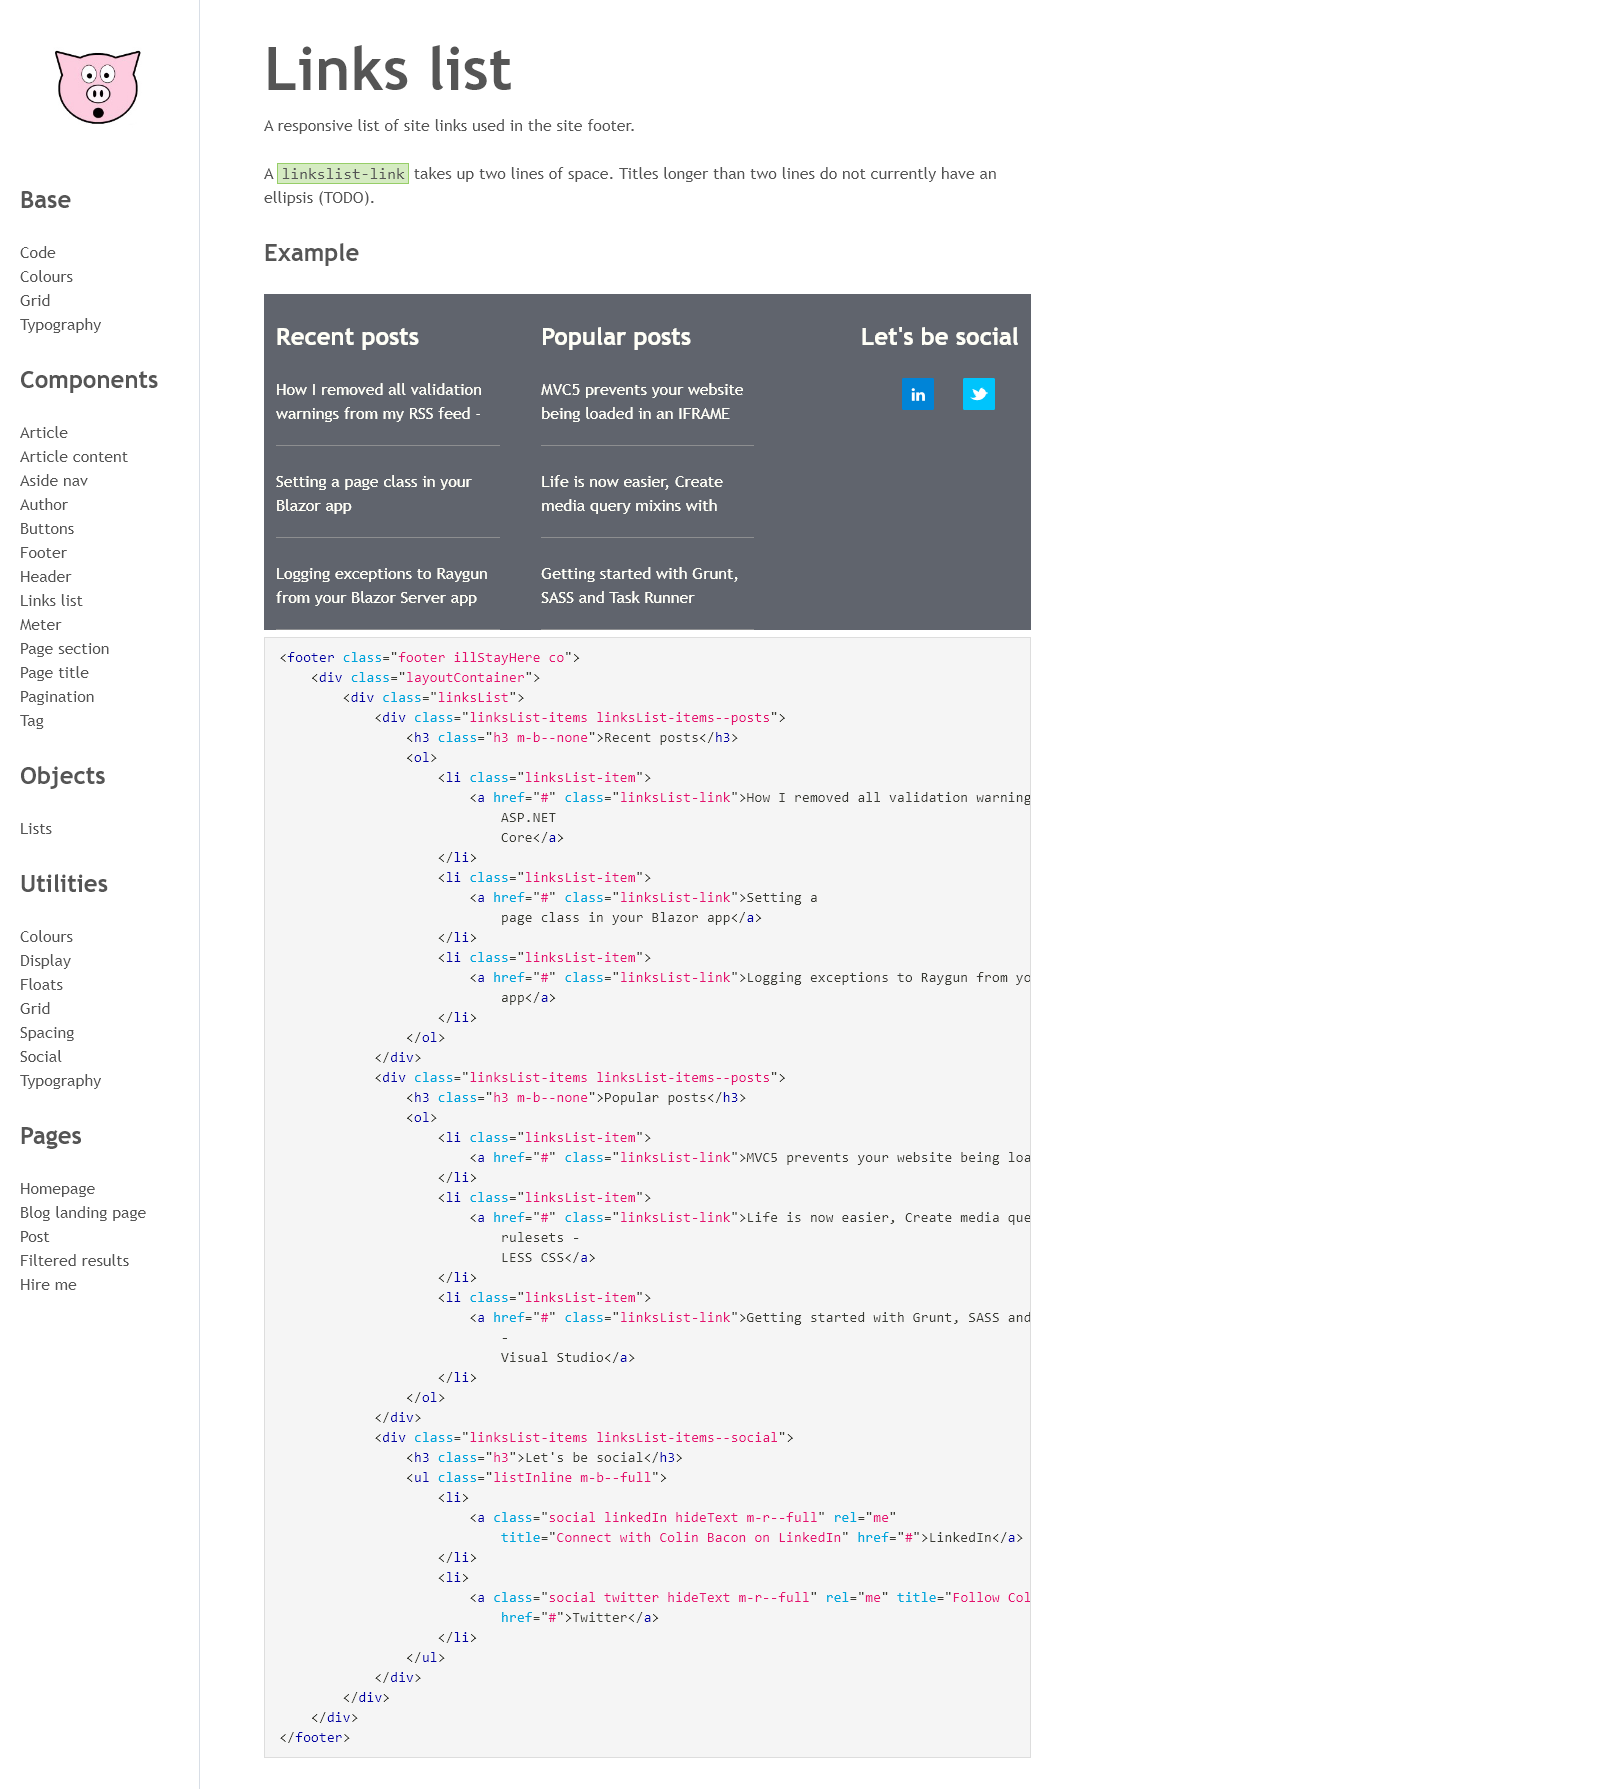 Base
Code
Colours
Grid
Typography
Components
Article
Article content
Aside nav
Author
Buttons
Footer
Header
Links list
Meter
Page section
Page title
Pagination
Tag
Objects
Lists
Utilities
Colours
Display
Floats
Grid
Spacing
Social
Typography
Pages
Homepage
Blog landing page
Post
Filtered results
Hire me
Links list
A responsive list of site links used in the site footer.
A linkslist-link takes up two lines of space. Titles longer than two lines do not currently have an
ellipsis (TODO).
Example
Recent posts
How I removed all validation
warnings from my RSS feed -
Setting a page class in your
Blazor app
Logging exceptions to Raygun
from your Blazor Server app
Popular posts
MVC5 prevents your website
being loaded in an IFRAME
Life is now easier, Create
media query mixins with
Getting started with Grunt,
SASS and Task Runner
Let's be social
in
<footer class="footer illStayHere co">
    <div class="layoutContainer">
        <div class="linksList">
            <div class="linksList-items linksList-items--posts">
                <h3 class="h3 m-b--none">Recent posts</h3>
                <ol>
                    <li class="linksList-item">
                        <a href="#" class="linksList-link">How I removed all validation warning
                            ASP.NET
                            Core</a>
                    </li>
                    <li class="linksList-item">
                        <a href="#" class="linksList-link">Setting a
                            page class in your Blazor app</a>
                    </li>
                    <li class="linksList-item">
                        <a href="#" class="linksList-link">Logging exceptions to Raygun from yo
                            app</a>
                    </li>
                </ol>
            </div>
            <div class="linksList-items linksList-items--posts">
                <h3 class="h3 m-b--none">Popular posts</h3>
                <ol>
                    <li class="linksList-item">
                        <a href="#" class="linksList-link">MVC5 prevents your website being loa
                    </li>
                    <li class="linksList-item">
                        <a href="#" class="linksList-link">Life is now easier, Create media que
                            rulesets -
                            LESS CSS</a>
                    </li>
                    <li class="linksList-item">
                        <a href="#" class="linksList-link">Getting started with Grunt, SASS and
                            -
                            Visual Studio</a>
                    </li>
                </ol>
            </div>
            <div class="linksList-items linksList-items--social">
                <h3 class="h3">Let's be social</h3>
                <ul class="listInline m-b--full">
                    <li>
                        <a class="social linkedIn hideText m-r--full" rel="me"
                            title="Connect with Colin Bacon on LinkedIn" href="#">LinkedIn</a>
                    </li>
                    <li>
                        <a class="social twitter hideText m-r--full" rel="me" title="Follow Col
                            href="#">Twitter</a>
                    </li>
                </ul>
            </div>
        </div>
    </div>
</footer>